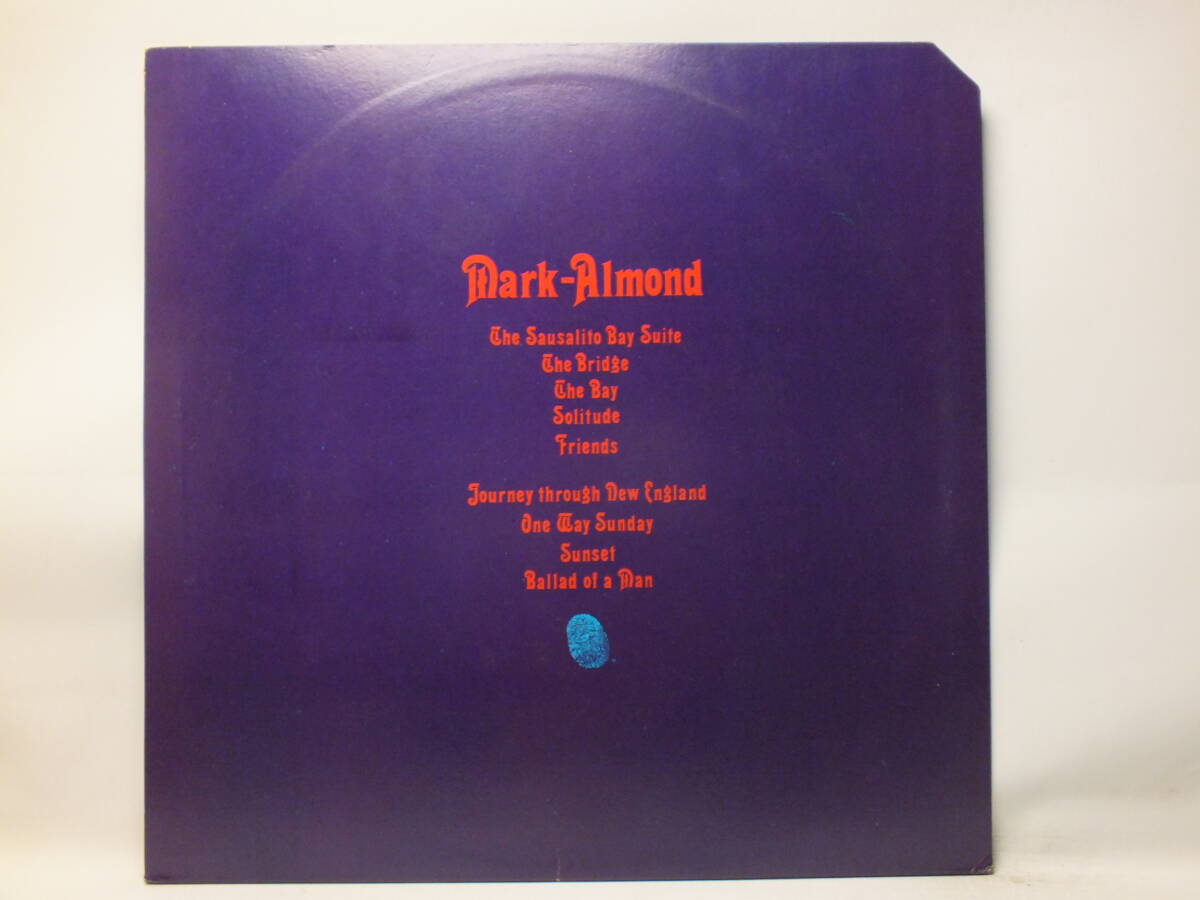 Mark-Almond
The Sausalito Bay Suite
The Bridge
The Bay
Solitude
Friends
Journey through New England
One Way Sunday
Sunset
Ballad of a Man